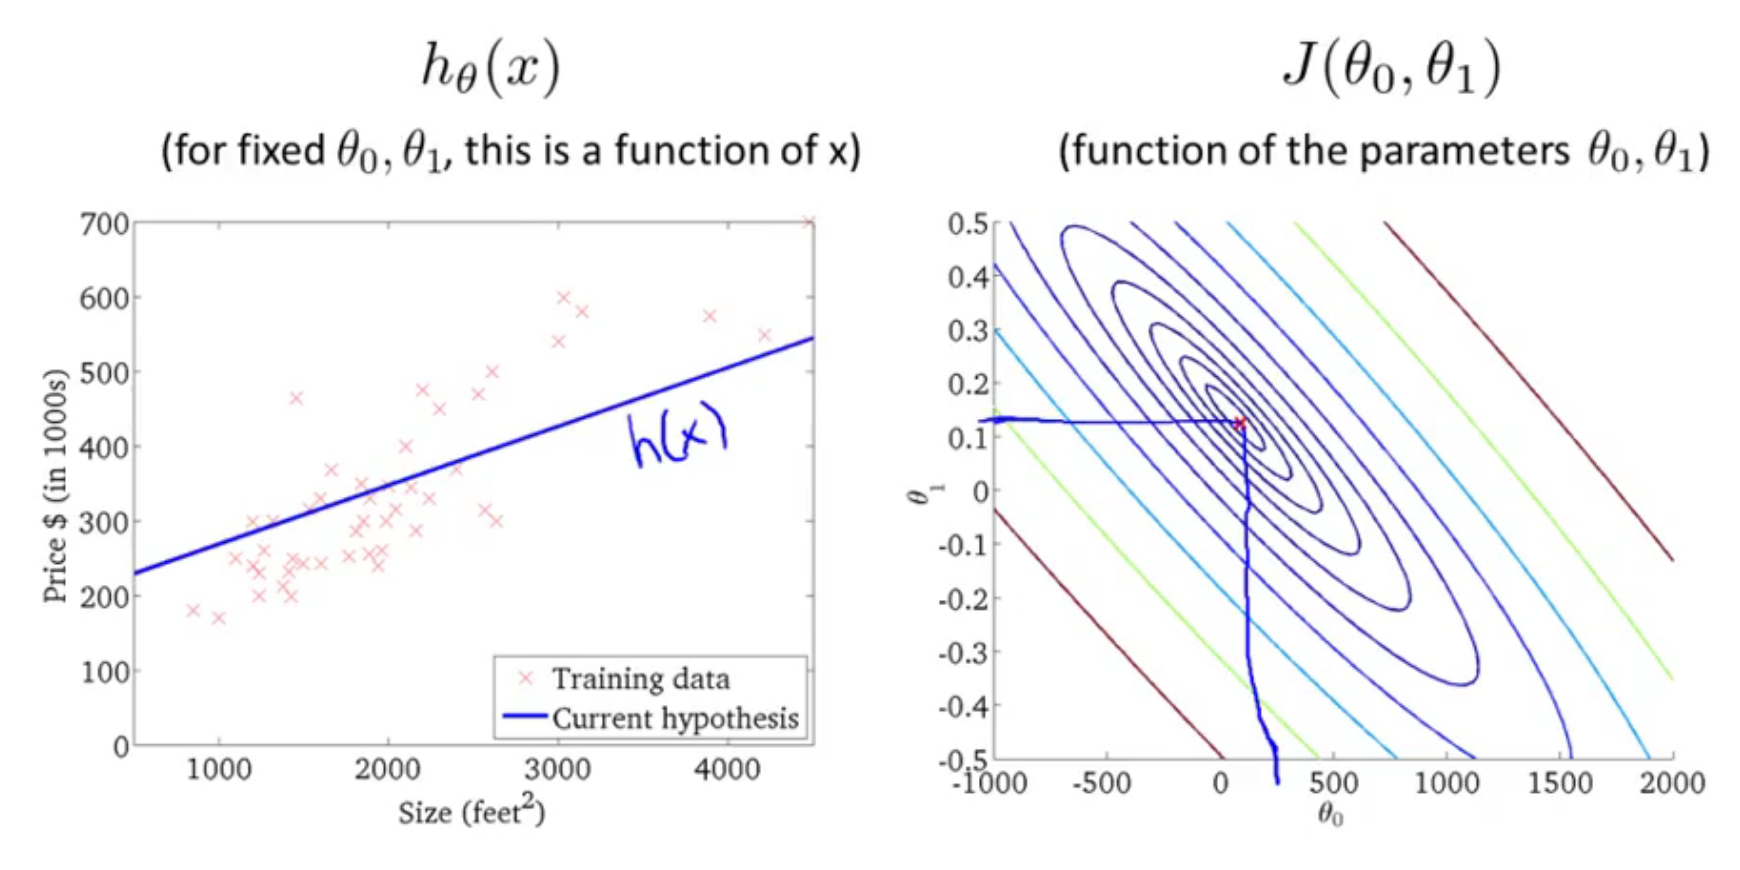 h_θ(x)
(for fixed θ₀, θ₁, this is a function of x)
700
600
500
400
300
200
100
0
Price $ (in 1000s)
h(x)
Training data
Current hypothesis
1000 2000 3000 4000
Size (feet²)
J(θ₀, θ₁)
(function of the parameters θ₀, θ₁)
0.5
0.4
0.3
0.2
0.1
0
-0.1
-0.2
-0.3
-0.4
-0.5
θ₁
-1000 -500 0 500 1000 1500 2000
θ₀